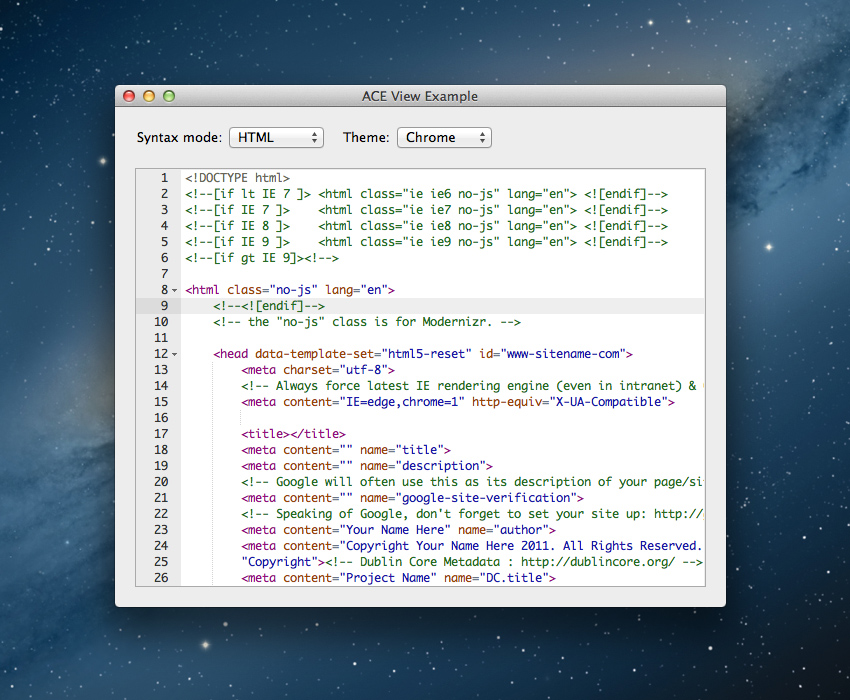 ACE View Example
Syntax mode: HTML Theme: Chrome
1 <!DOCTYPE html>
2 <!--[if lt IE 7 ]> <html class="ie ie6 no-js" lang="en"> <![endif]-->
3 <!--[if IE 7 ]>    <html class="ie ie7 no-js" lang="en"> <![endif]-->
4 <!--[if IE 8 ]>    <html class="ie ie8 no-js" lang="en"> <![endif]-->
5 <!--[if IE 9 ]>    <html class="ie ie9 no-js" lang="en"> <![endif]-->
6 <!--[if gt IE 9]><!-->
7
8 <html class="no-js" lang="en">
9     <!--<![endif]-->
10     <!-- the "no-js" class is for Modernizr. -->
11
12     <head data-template-set="html5-reset" id="www-sitename-com">
13         <meta charset="utf-8">
14         <!-- Always force latest IE rendering engine (even in intranet) &
15         <meta content="IE=edge,chrome=1" http-equiv="X-UA-Compatible">
16
17         <title></title>
18         <meta content="" name="title">
19         <meta content="" name="description">
20         <!-- Google will often use this as its description of your page/si
21         <meta content="" name="google-site-verification">
22         <!-- Speaking of Google, don't forget to set your site up: http://
23         <meta content="Your Name Here" name="author">
24         <meta content="Copyright Your Name Here 2011. All Rights Reserved.
25         "Copyright"><!-- Dublin Core Metadata : http://dublincore.org/ -->
26         <meta content="Project Name" name="DC.title">